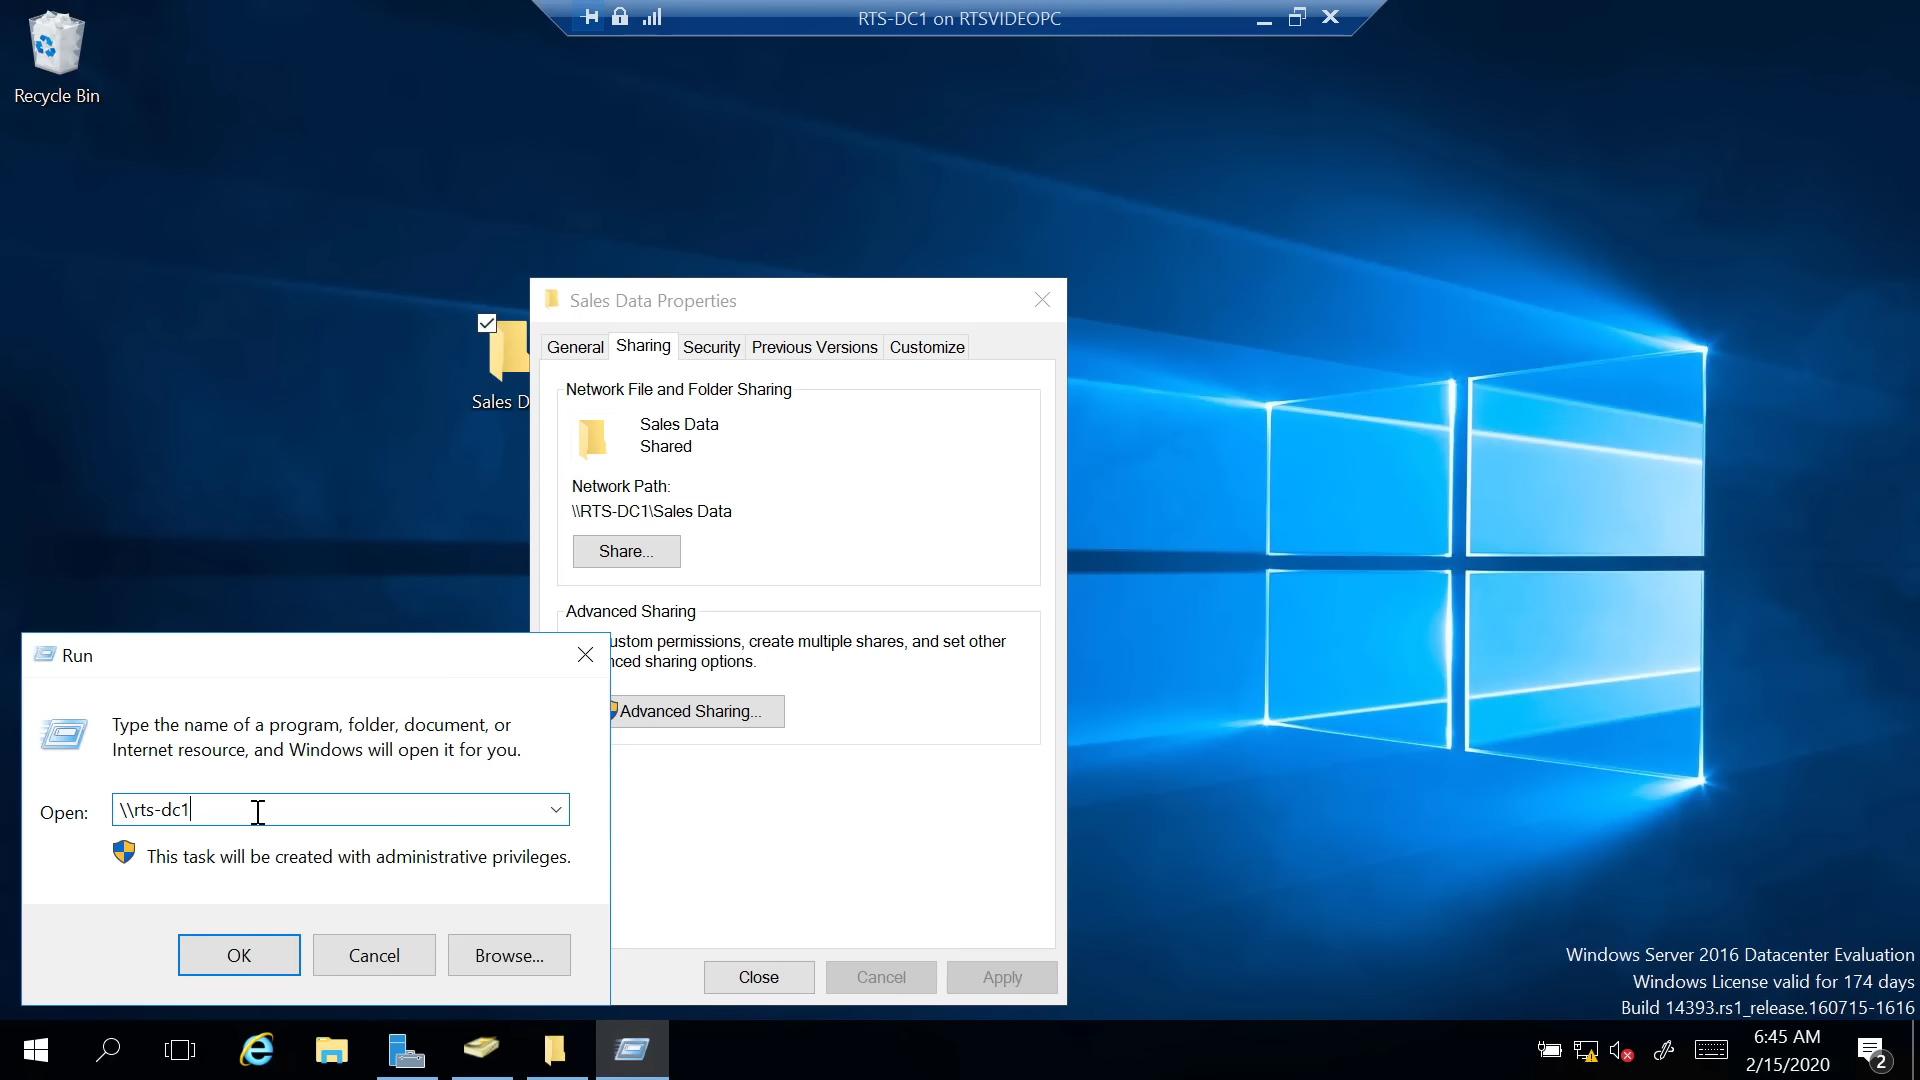 RTS-DC1 on RTSVIDEOPC
Recycle Bin
Sales D
Sales Data Properties
General Sharing Security Previous Versions Customize
Network File and Folder Sharing
Sales Data
Shared
Network Path:
\\RTS-DC1\Sales Data
Share...
Advanced Sharing
ustom permissions, create multiple shares, and set other
nced sharing options.
Advanced Sharing...
Close Cancel Apply
Run
Type the name of a program, folder, document, or
Internet resource, and Windows will open it for you.
Open: \\rts-dc1
This task will be created with administrative privileges.
OK Cancel Browse...
Windows Server 2016 Datacenter Evaluation
Windows License valid for 174 days
Build 14393.rs1_release.160715-1616
6:45 AM
2/15/2020
2